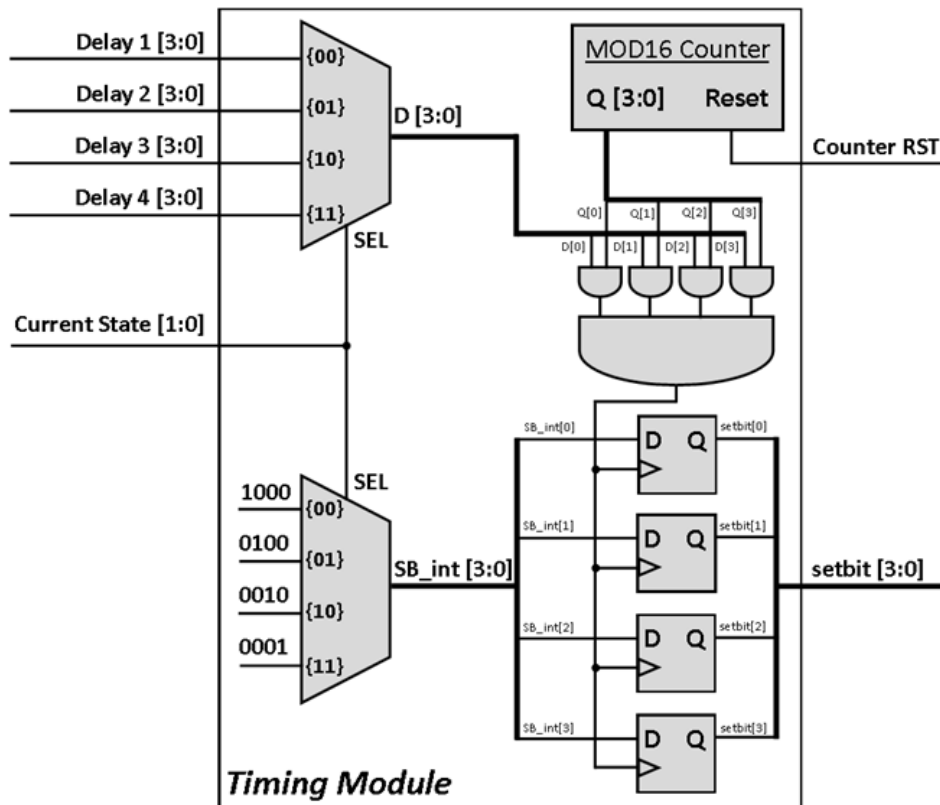 Delay 1 [3:0]
Delay 2 [3:0]
Delay 3 [3:0]
Delay 4 [3:0]
{00}
{01}
{10}
{11}
D [3:0]
SEL
MOD16 Counter
Q [3:0] Reset
Counter RST
Q[0] Q[1] Q[2] Q[3]
D[0] D[1] D[2] D[3]
Current State [1:0]
SEL
1000
0100
0010
0001
{00}
{01}
{10}
{11}
SB_int [3:0]
SB_int[0]
D Q
setbit[0]
SB_int[1]
D Q
setbit[1]
SB_int[2]
D Q
setbit[2]
SB_int[3]
D Q
setbit[3]
setbit [3:0]
Timing Module